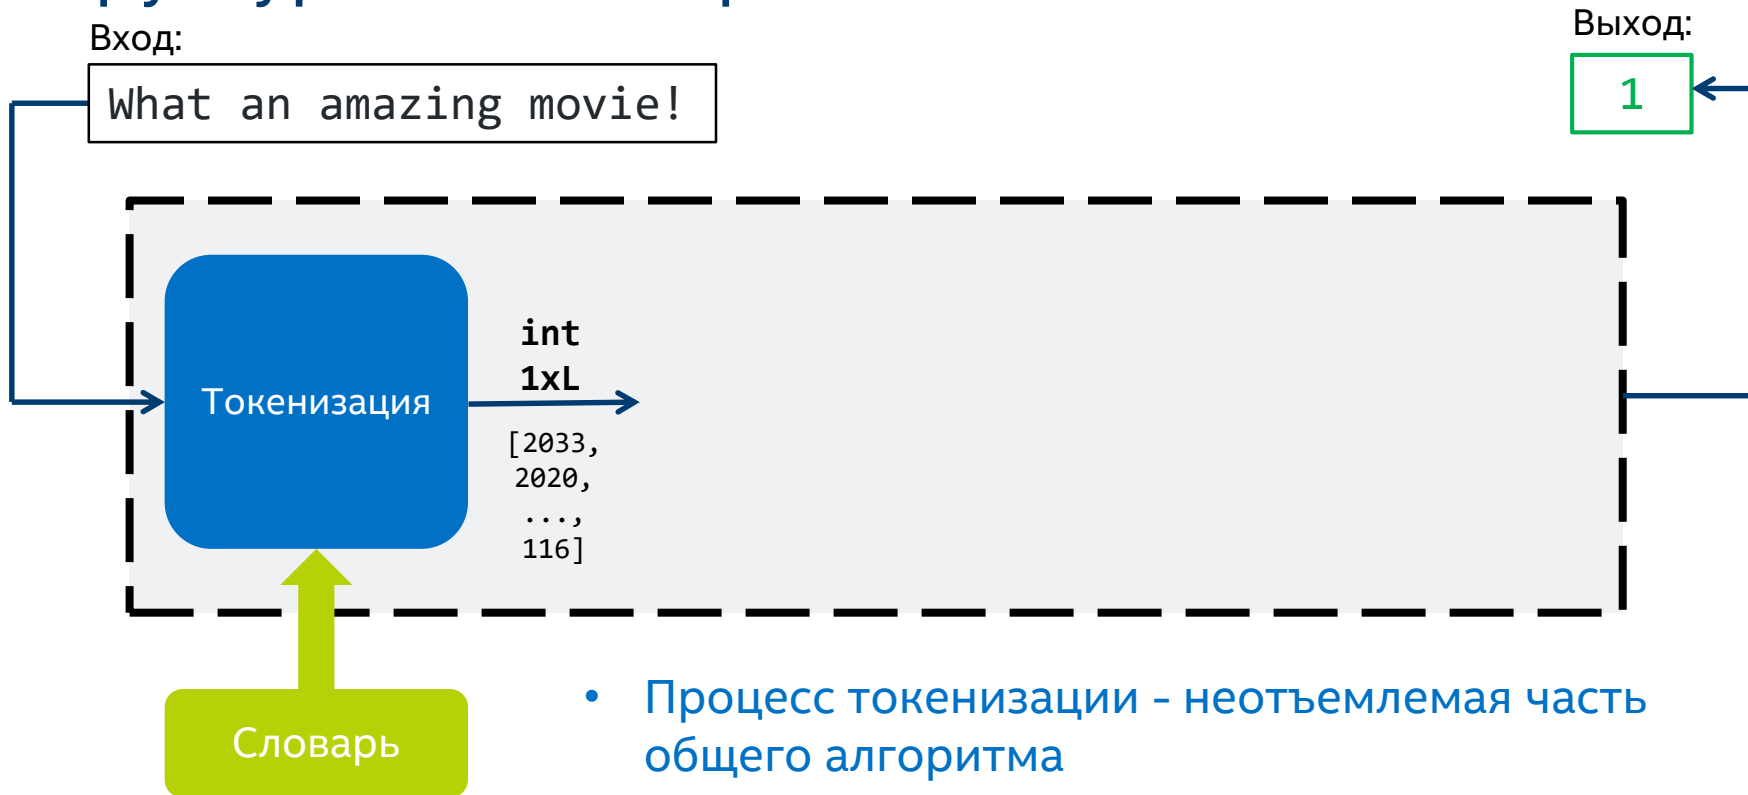 Вход:
What an amazing movie!
Выход:
1
Токенизация
int
1xL
[2033,
2020,
...,
116]
Словарь
• Процесс токенизации - неотъемлемая часть
общего алгоритма